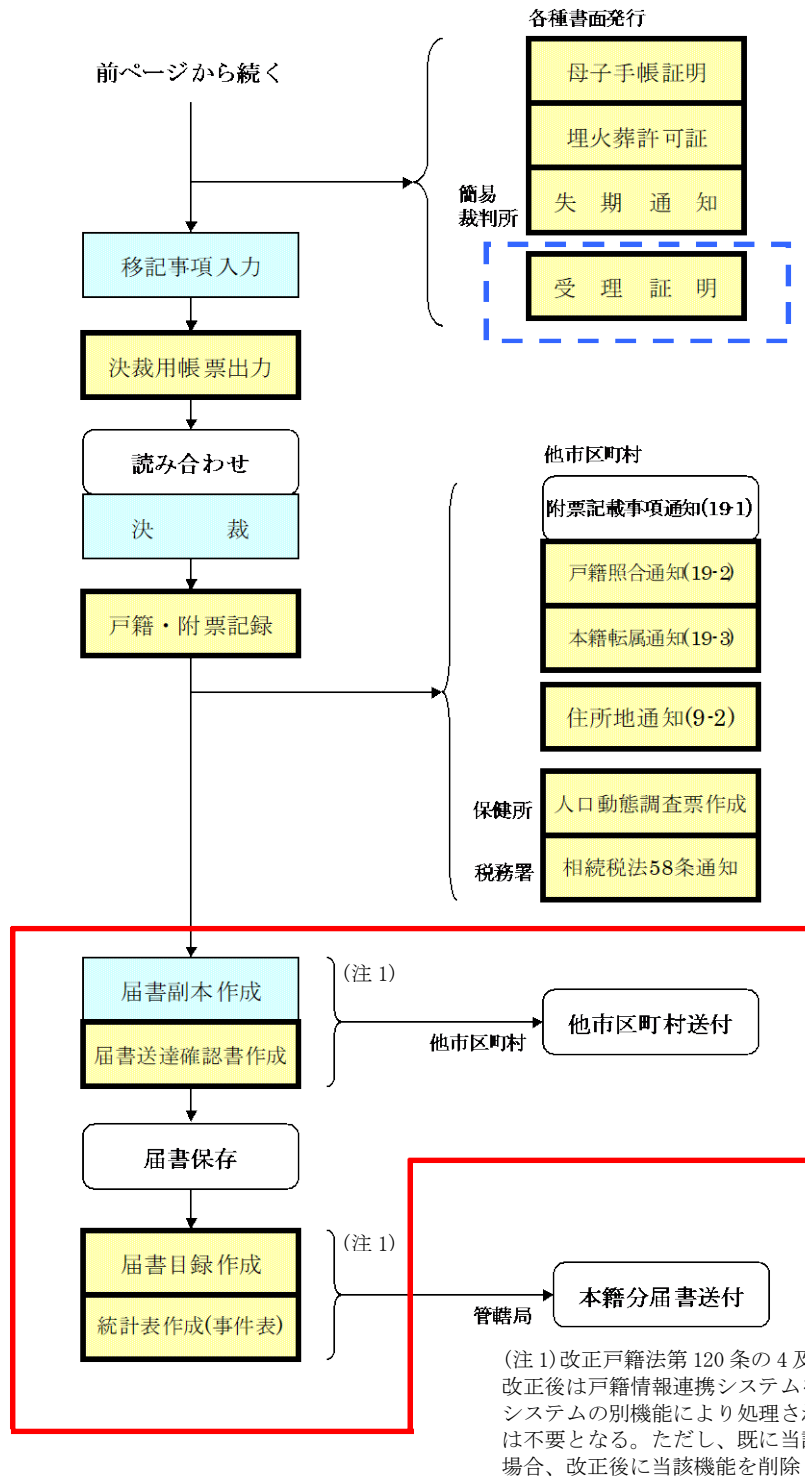 各種書面発行
前ページから続く
母子手帳証明
埋火葬許可証
簡易
裁判所
失期通知
受理証明
移記事項入力
決裁用帳票出力
読み合わせ
決裁
戸籍・附票記録
他市区町村
附票記載事項通知(19-1)
戸籍照合通知(19-2)
本籍転属通知(19-3)
住所地通知(9-2)
保健所
人口動態調査票作成
税務署
相続税法58条通知
届書副本作成
(注1)
届書送達確認書作成
他市区町村
他市区町村送付
届書保存
届書目録作成
(注1)
統計表作成(事件表)
管轄局
本籍分届書送付
(注1)改正戸籍法第120条の4及
改正後は戸籍情報連携システム
システムの別機能により処理さ
は不要となる。ただし、既に当
場合、改正後に当該機能を削除